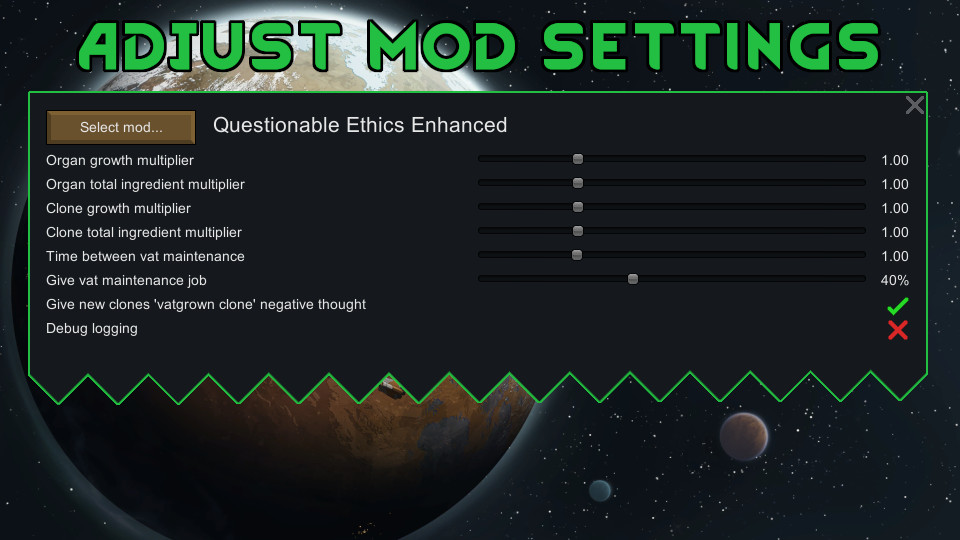 ADJUST MOD SETTINGS
Select mod... Questionable Ethics Enhanced
Organ growth multiplier 1.00
Organ total ingredient multiplier 1.00
Clone growth multiplier 1.00
Clone total ingredient multiplier 1.00
Time between vat maintenance 1.00
Give vat maintenance job 40%
Give new clones 'vatgrown clone' negative thought
Debug logging